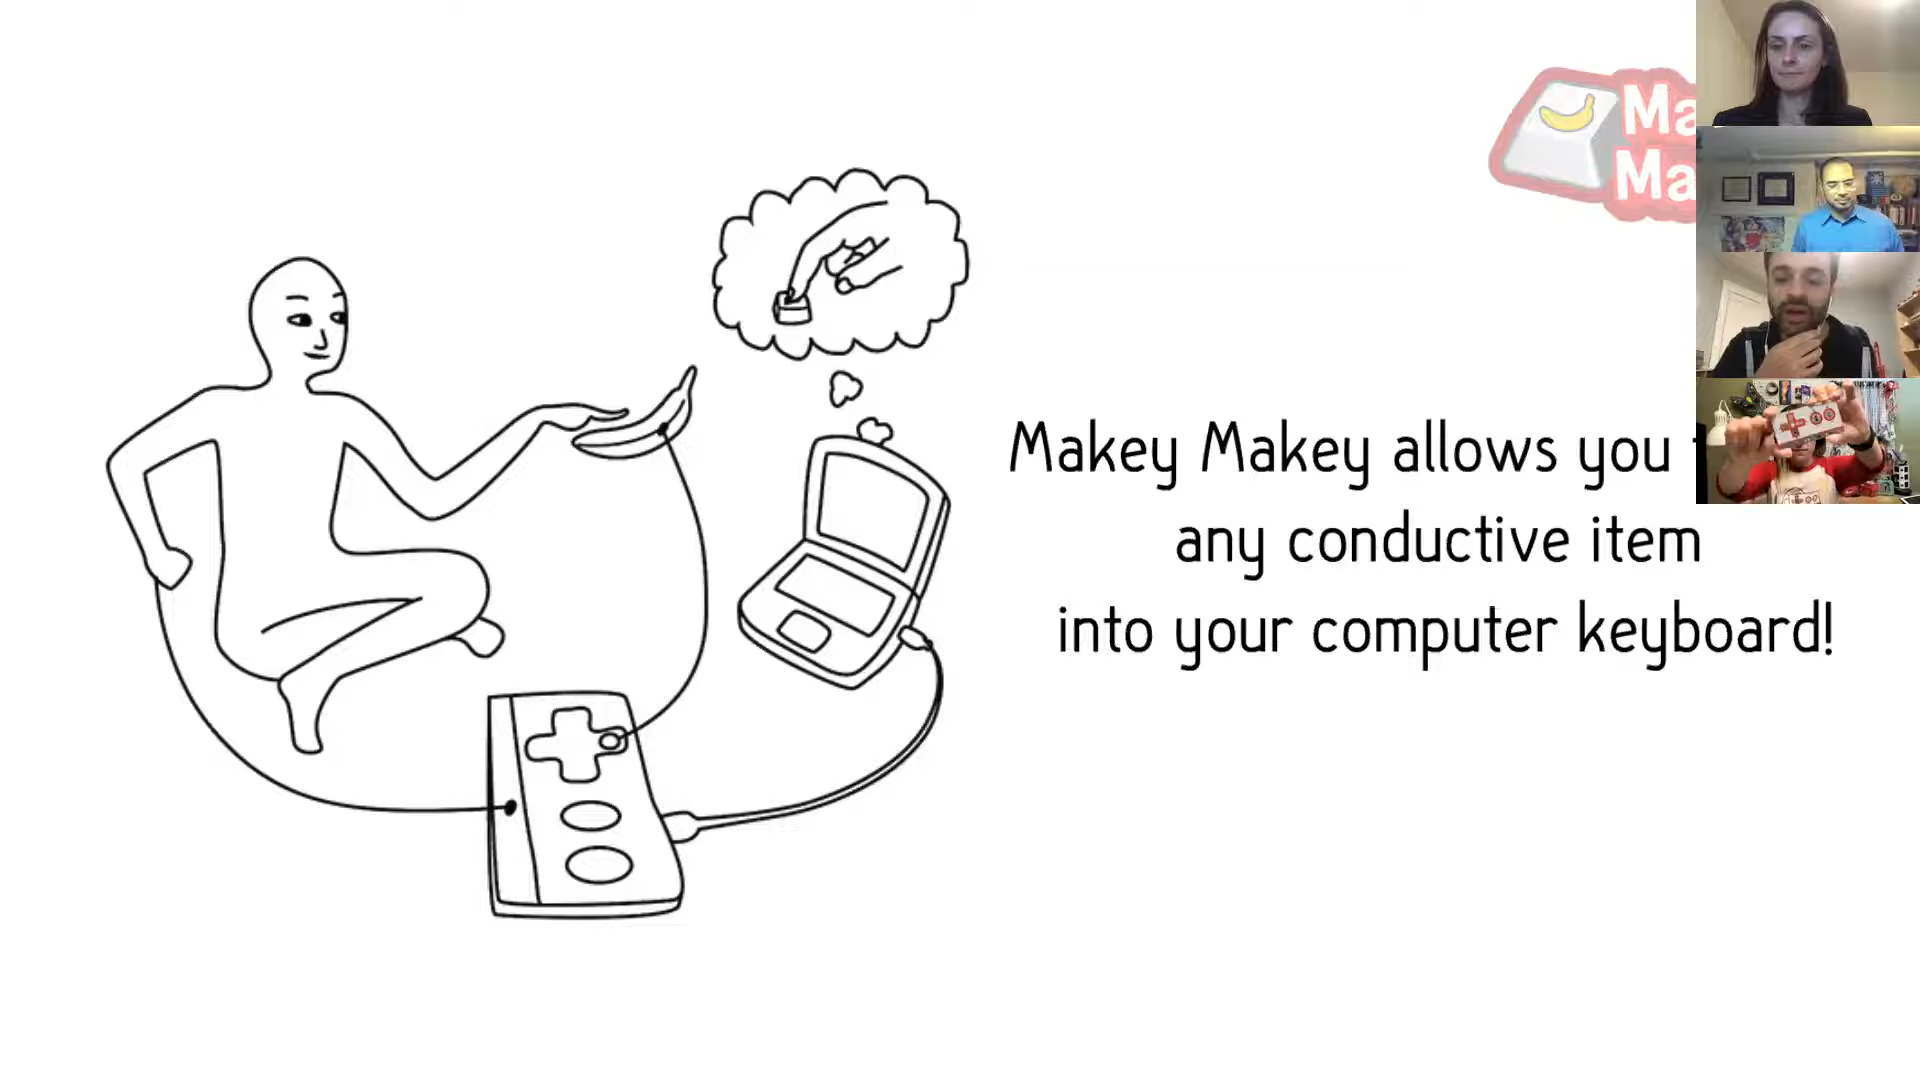 Ma
Ma
Makey Makey allows you
any conductive item
into your computer keyboard!